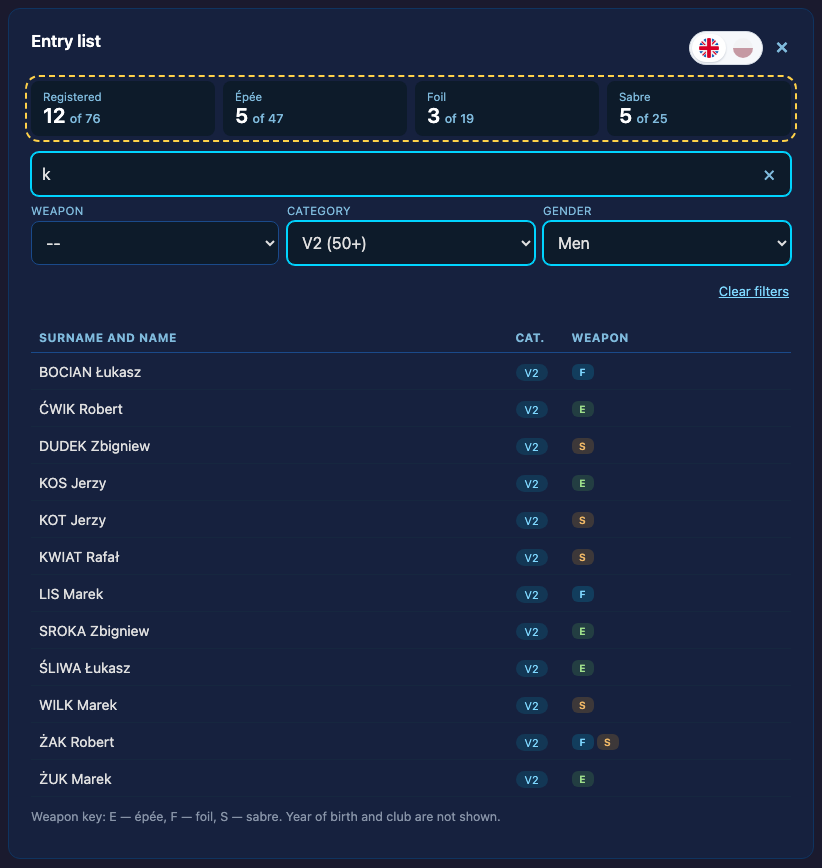 Entry list
Registered Épée Foil Sabre
12 of 76 5 of 47 3 of 19 5 of 25
k
WEAPON CATEGORY GENDER
-- V2 (50+) Men
Clear filters
SURNAME AND NAME CAT. WEAPON
BOCIAN Łukasz V2 F
ĆWIK Robert V2 E
DUDEK Zbigniew V2 S
KOS Jerzy V2 E
KOT Jerzy V2 S
KWIAT Rafał V2 S
LIS Marek V2 F
SROKA Zbigniew V2 E
ŚLIWA Łukasz V2 E
WILK Marek V2 S
ŻAK Robert V2 F S
ŻUK Marek V2 E
Weapon key: E — épée, F — foil, S — sabre. Year of birth and club are not shown.